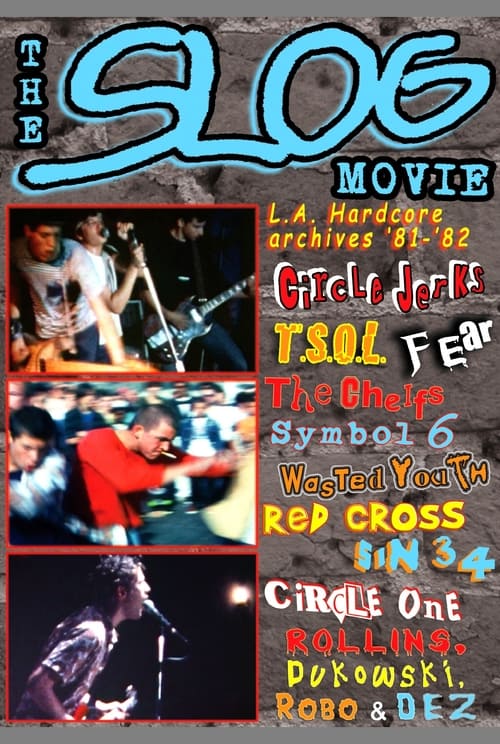 THE
SLOG
MOVIE
L.A. Hardcore
archives '81-'82
CirCLe Jerks
T.S.O.L.
FEar
The CheIfs
Symbol 6
Wasted YouTH
RED CROSS
SIN 34
CiRCLE One
ROLLINS,
DUKOWSKI,
ROBO & DEZ